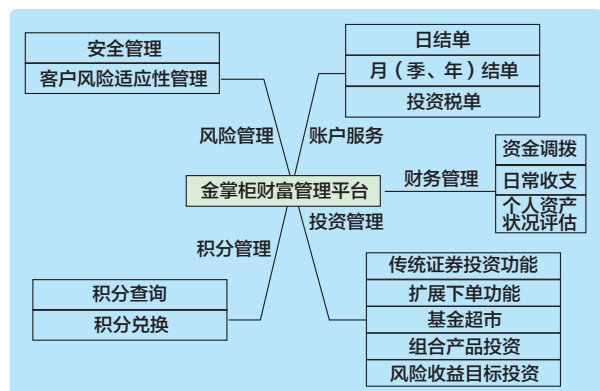 安全管理
客户风险适应性管理
日结单
月（季、年）结单
投资税单
风险管理
账户服务
资金调拨
日常收支
个人资产
状况评估
财务管理
金掌柜财富管理平台
积分管理
投资管理
积分查询
积分兑换
传统证券投资功能
扩展下单功能
基金超市
组合产品投资
风险收益目标投资